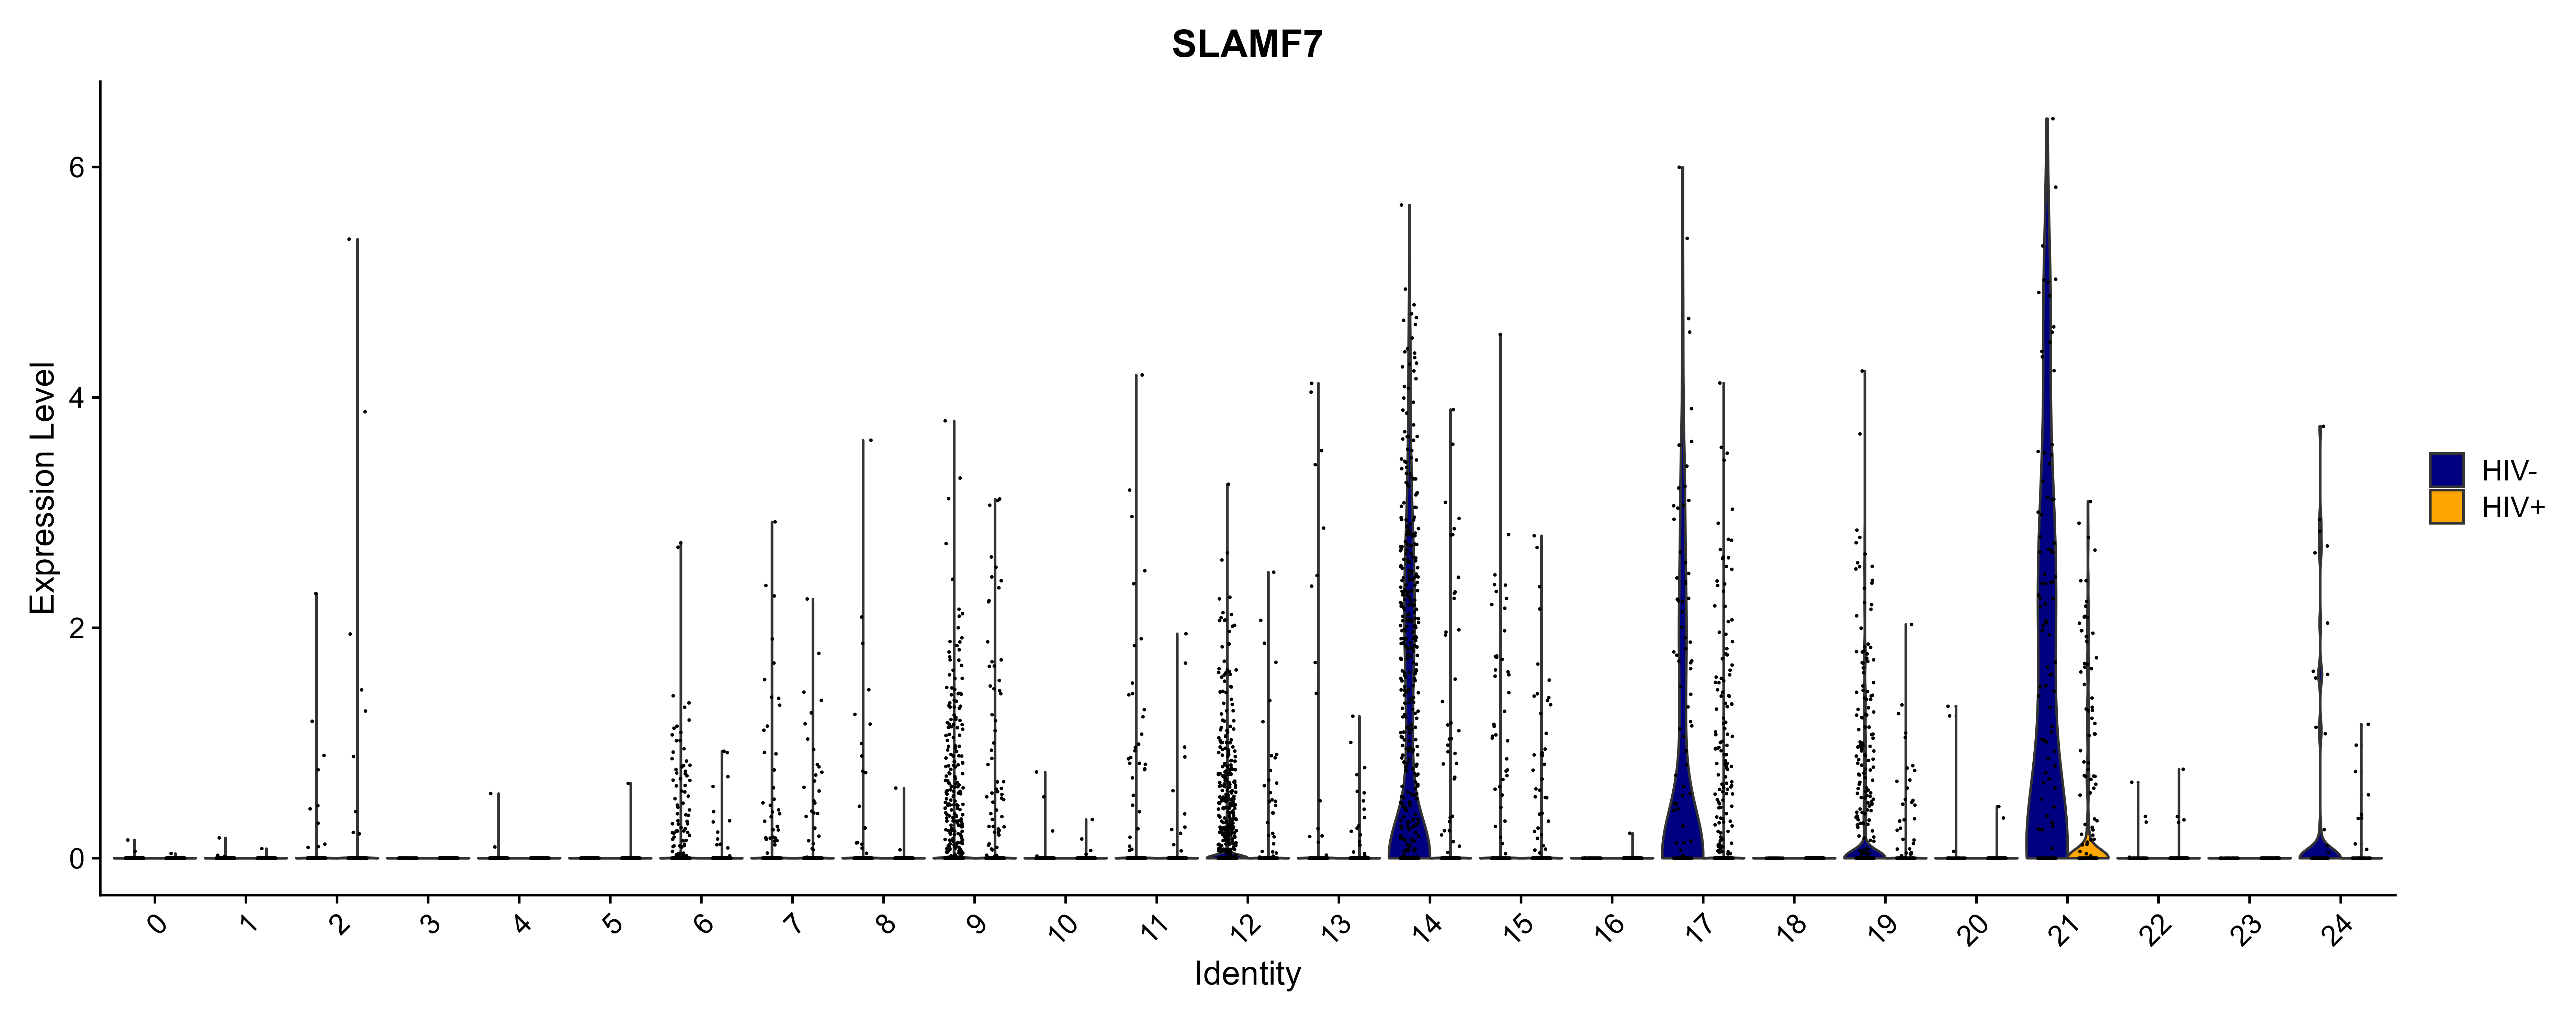 SLAMF7
Expression Level
6
4
2
0
0 1 2 3 4 5 6 7 8 9 10 11 12 13 14 15 16 17 18 19 20 21 22 23 24
Identity
HIV-
HIV+